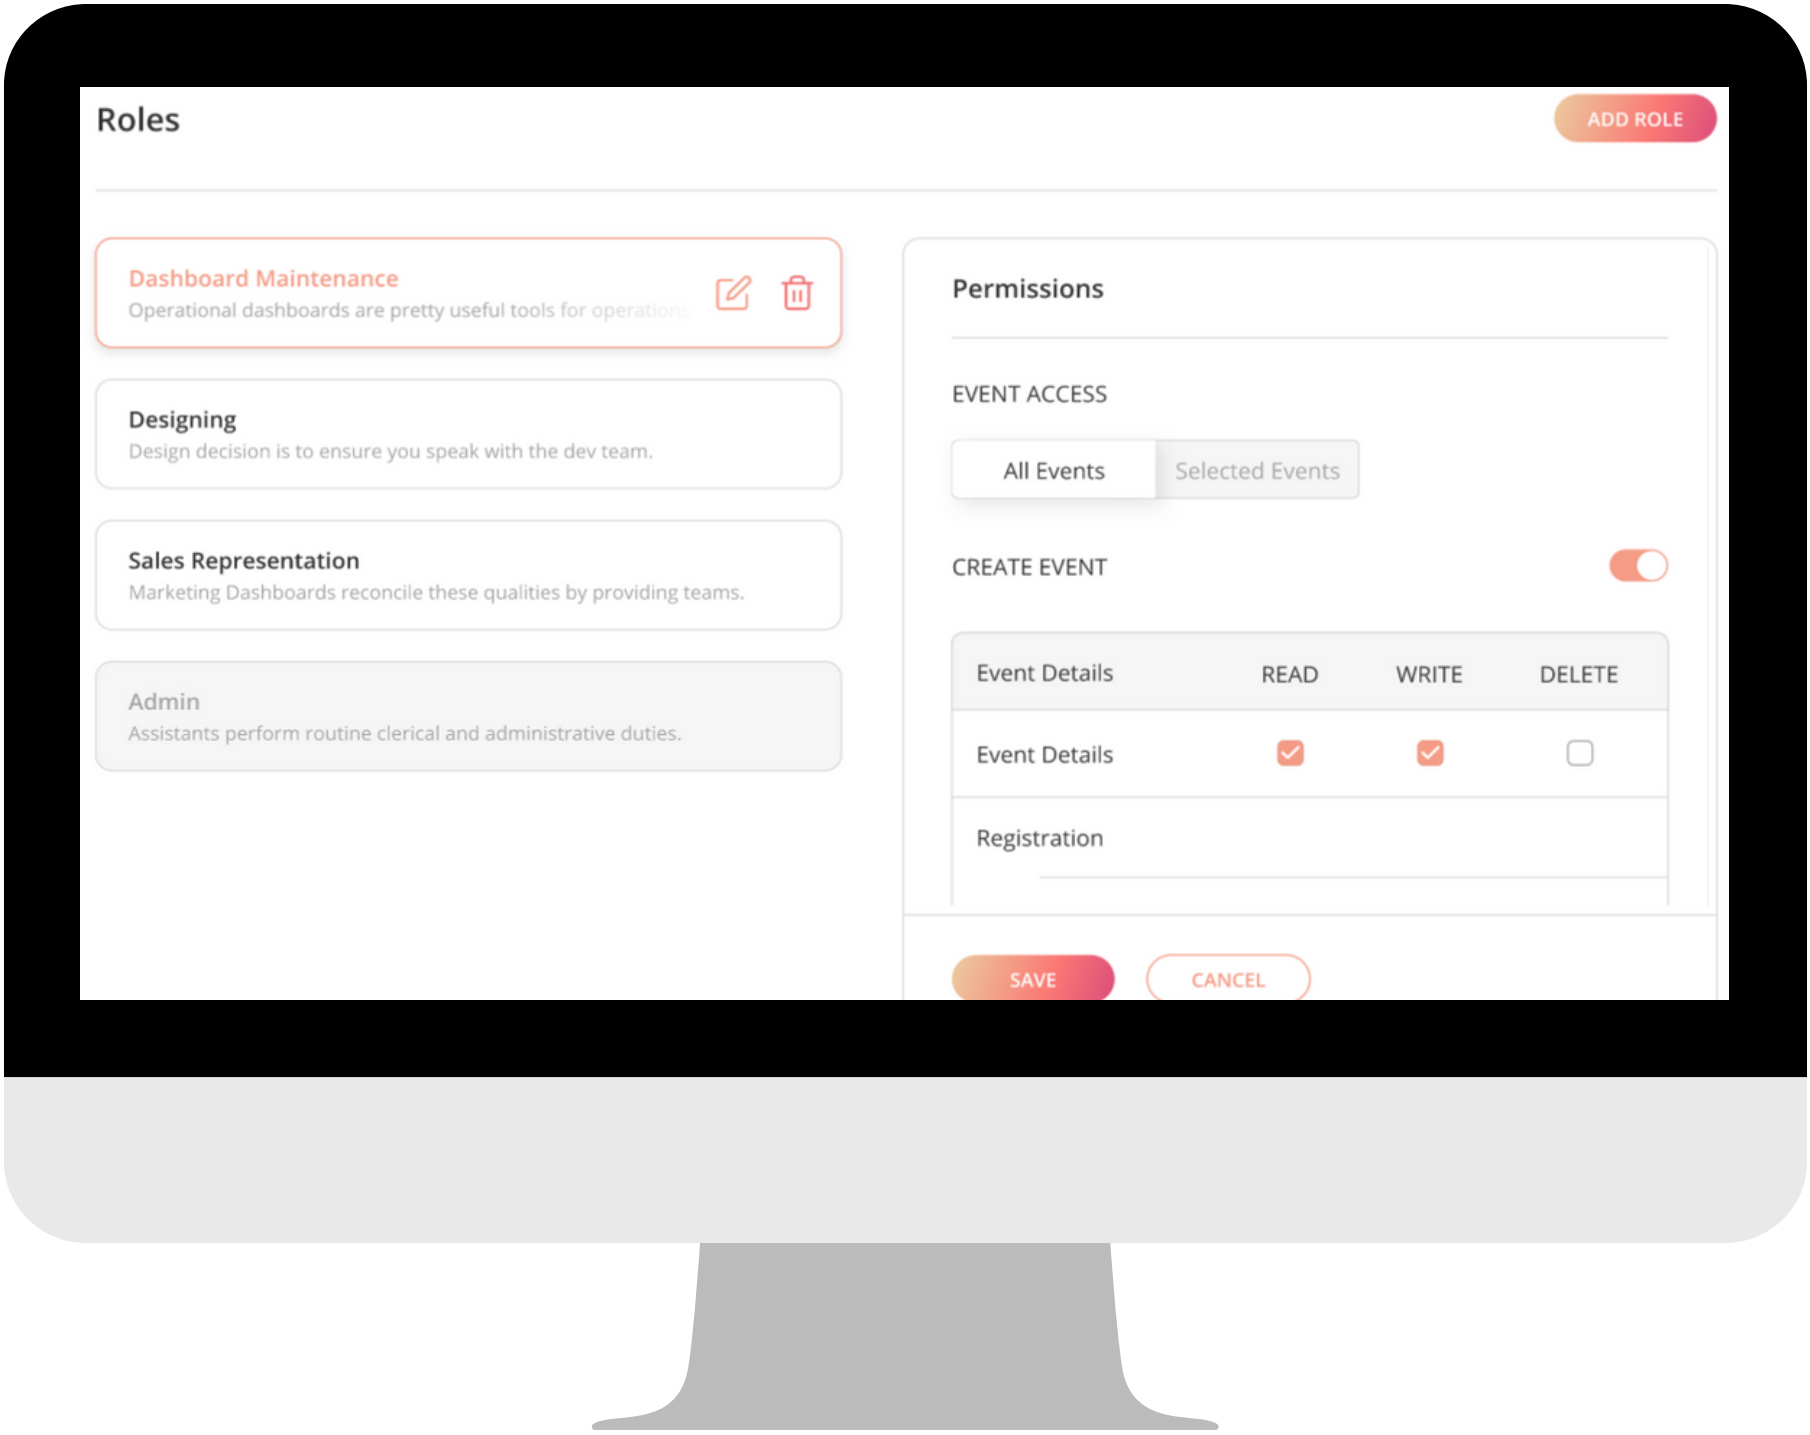 Roles
ADD ROLE
Dashboard Maintenance
Operational dashboards are pretty useful tools for operations
Designing
Design decision is to ensure you speak with the dev team.
Sales Representation
Marketing Dashboards reconcile these qualities by providing teams.
Admin
Assistants perform routine clerical and administrative duties.
Permissions
EVENT ACCESS
All Events Selected Events
CREATE EVENT
Event Details READ WRITE DELETE
Event Details
Registration
SAVE CANCEL